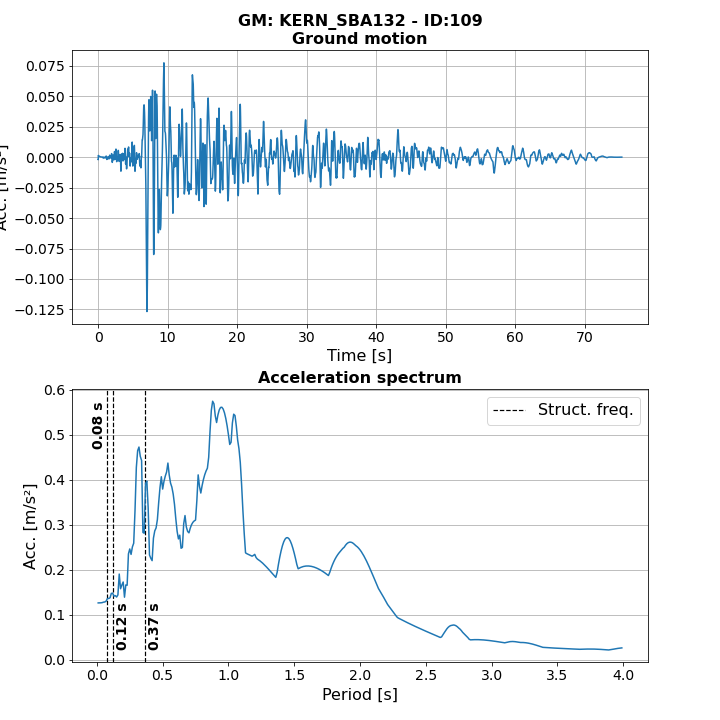 GM: KERN_SBA132 - ID:109
Ground motion
0.075
0.050
0.025
0.000
−0.025
−0.050
−0.075
−0.100
−0.125
Acc. [m/s²]
0 10 20 30 40 50 60 70
Time [s]
Acceleration spectrum
0.6
0.5
0.4
0.3
0.2
0.1
0.0
Acc. [m/s²]
0.08 s
0.12 s
0.37 s
Struct. freq.
0.0 0.5 1.0 1.5 2.0 2.5 3.0 3.5 4.0
Period [s]